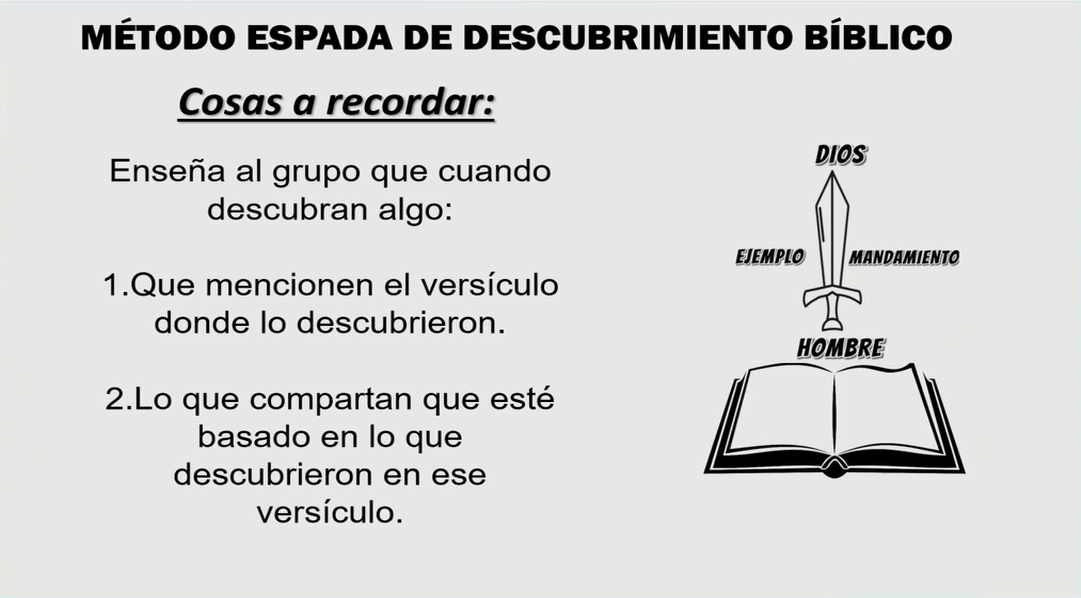 MÉTODO ESPADA DE DESCUBRIMIENTO BÍBLICO
Cosas a recordar:
Enseña al grupo que cuando
descubran algo:
1.Que mencionen el versículo
donde lo descubrieron.
2.Lo que compartan que esté
basado en lo que
descubrieron en ese
versículo.
DIOS
EJEMPLO
MANDAMIENTO
HOMBRE